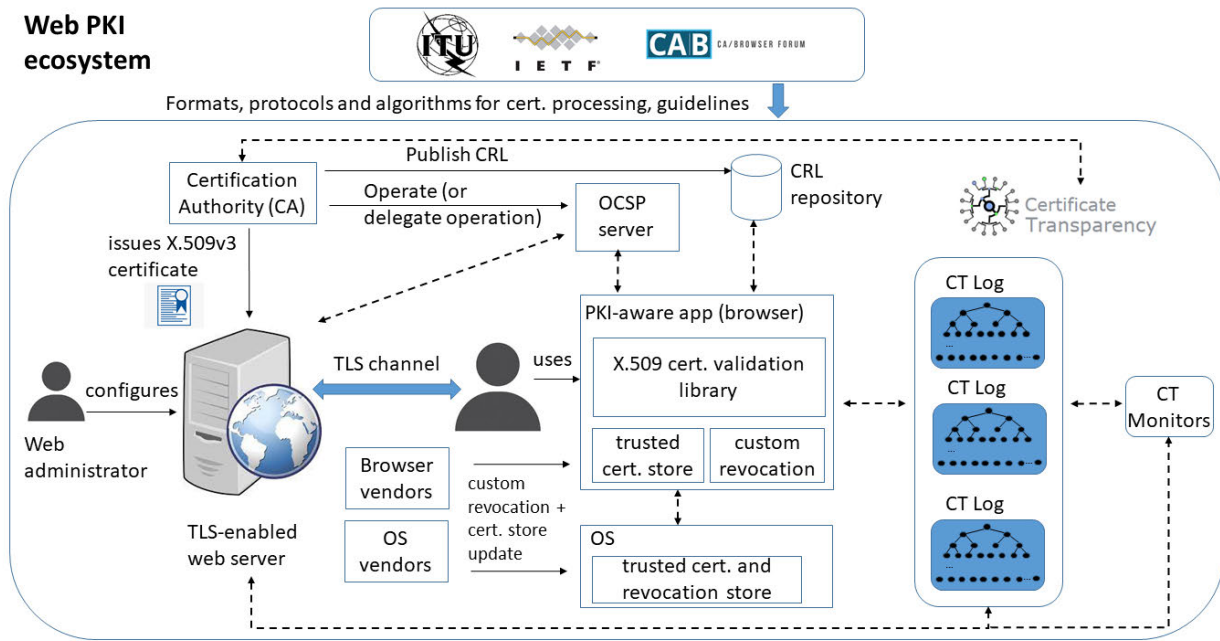 Web PKI
ecosystem
ITU
I E T F®
CA/B CA/BROWSER FORUM
Formats, protocols and algorithms for cert. processing, guidelines
Certification
Authority (CA)
Publish CRL
Operate (or
delegate operation)
OCSP
server
CRL
repository
Certificate
Transparency
issues X.509v3
certificate
configures
Web
administrator
TLS-enabled
web server
TLS channel
uses
PKI-aware app (browser)
X.509 cert. validation
library
trusted
cert. store
custom
revocation
Browser
vendors
OS
vendors
custom
revocation +
cert. store
update
OS
trusted cert. and
revocation store
CT Log
...
...
CT Log
...
...
CT Log
...
...
CT
Monitors